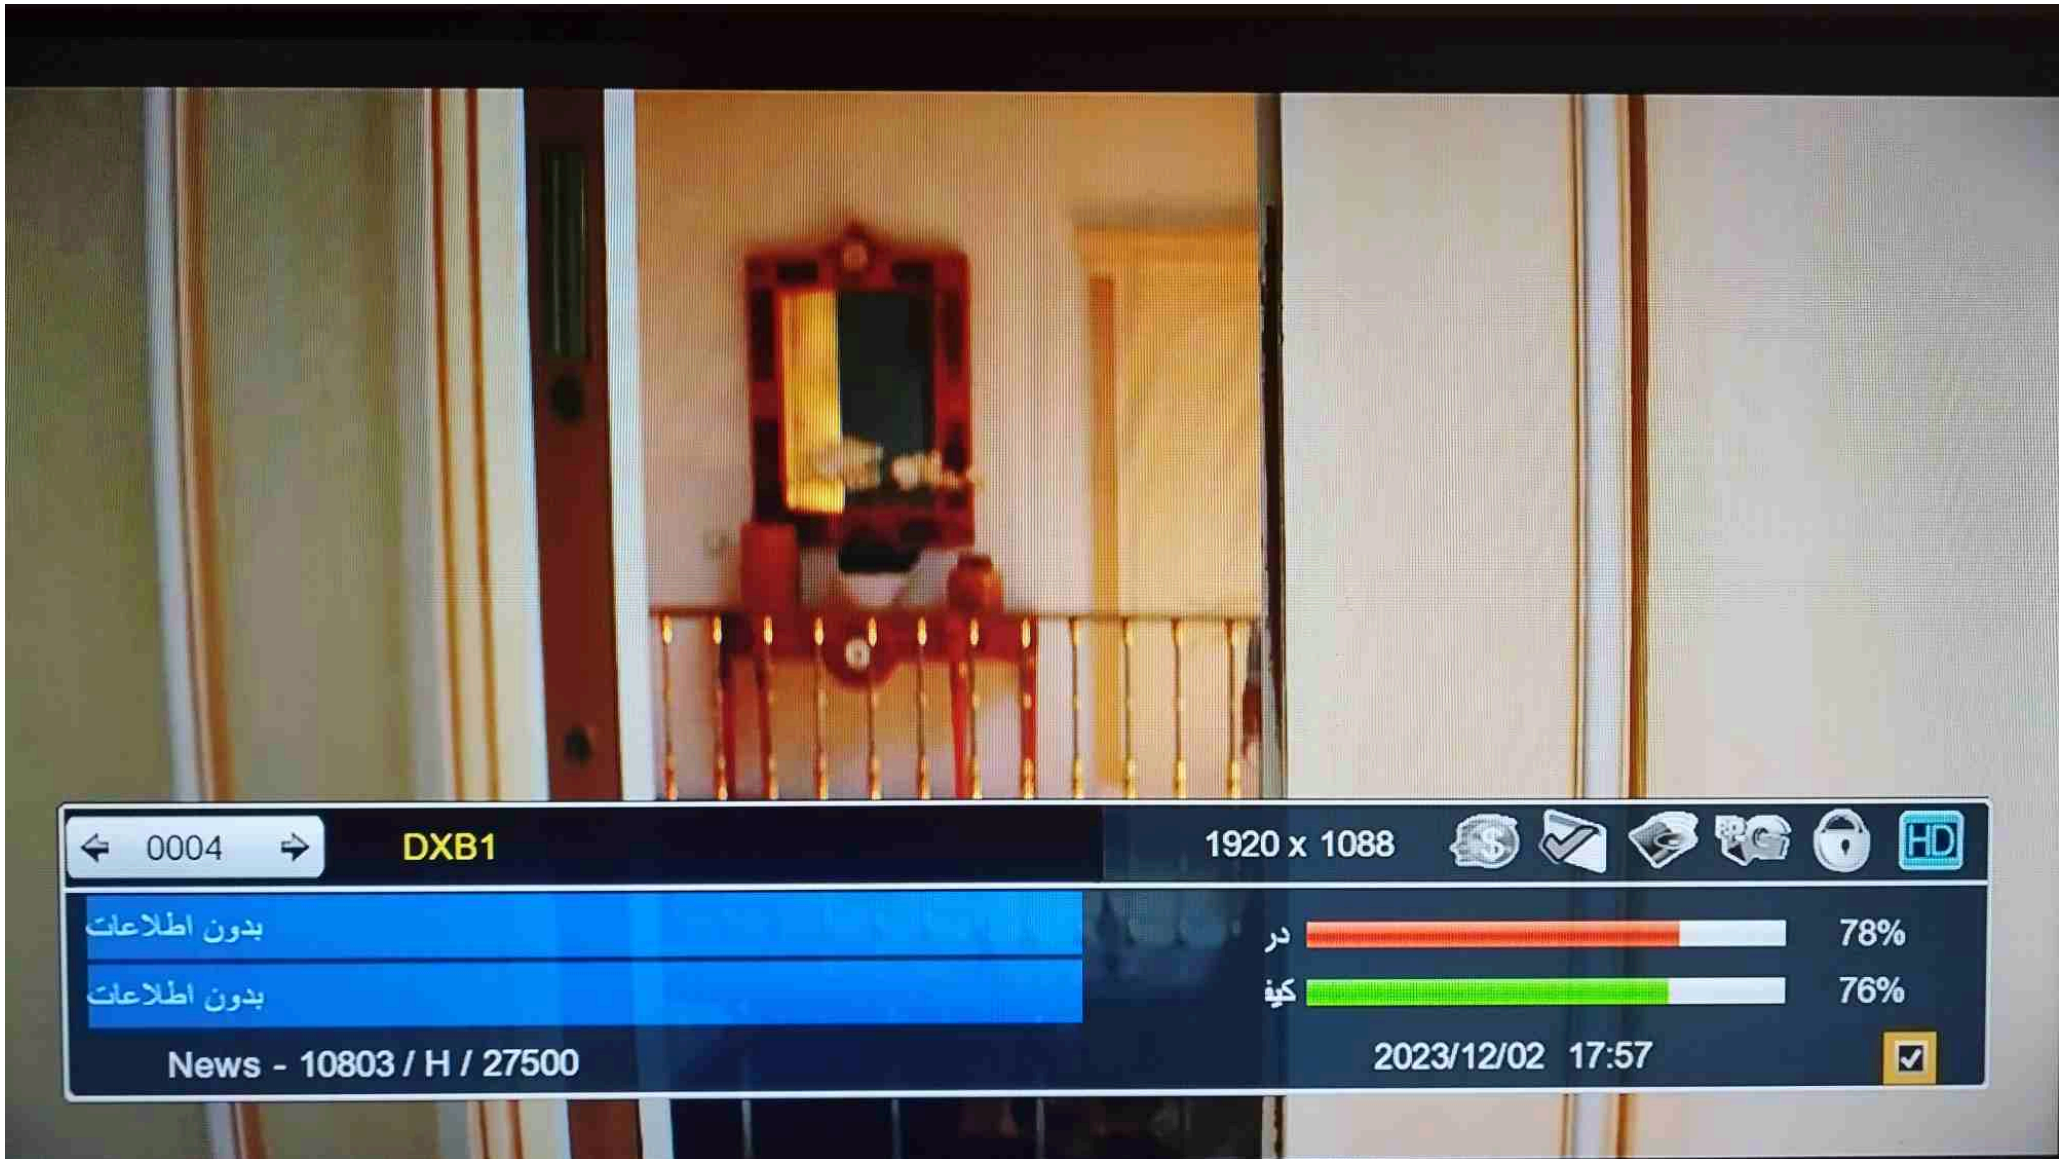 0004 DXB1 1920 x 1088 HD
بدون اطلاعات
در 78%
بدون اطلاعات
کیف 76%
News - 10803 / H / 27500
2023/12/02 17:57